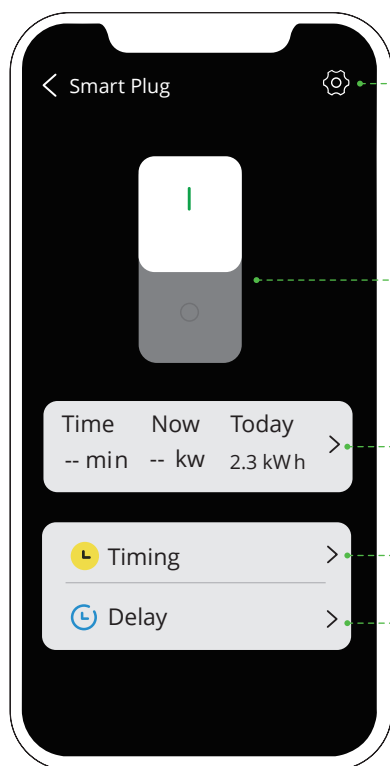 Smart Plug
Time Now Today
-- min -- kw 2.3 kWh
Timing
Delay